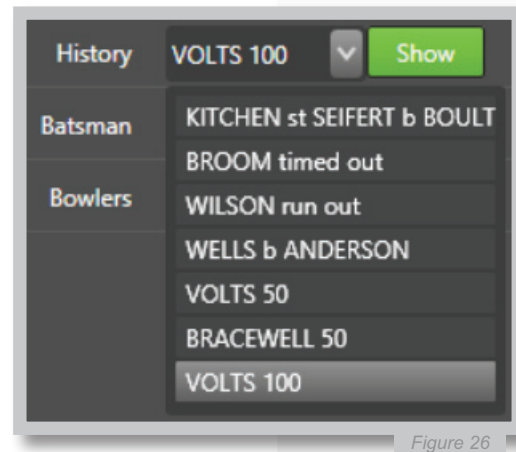 History VOLTS 100 Show
Batsman
KITCHEN st SEIFERT b BOULT
BROOM timed out
Bowlers
WILSON run out
WELLS b ANDERSON
VOLTS 50
BRACEWELL 50
VOLTS 100
Figure 26